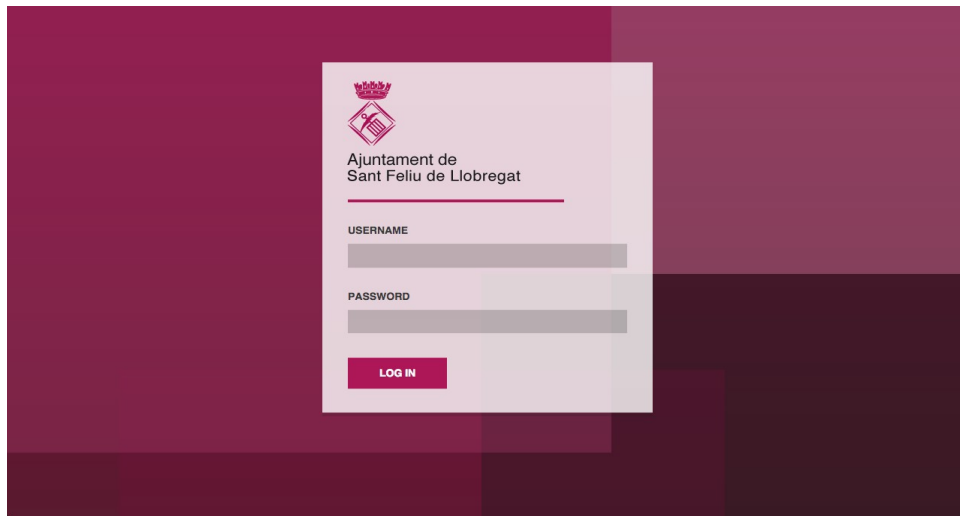 Ajuntament de
Sant Feliu de Llobregat
USERNAME
PASSWORD
LOG IN